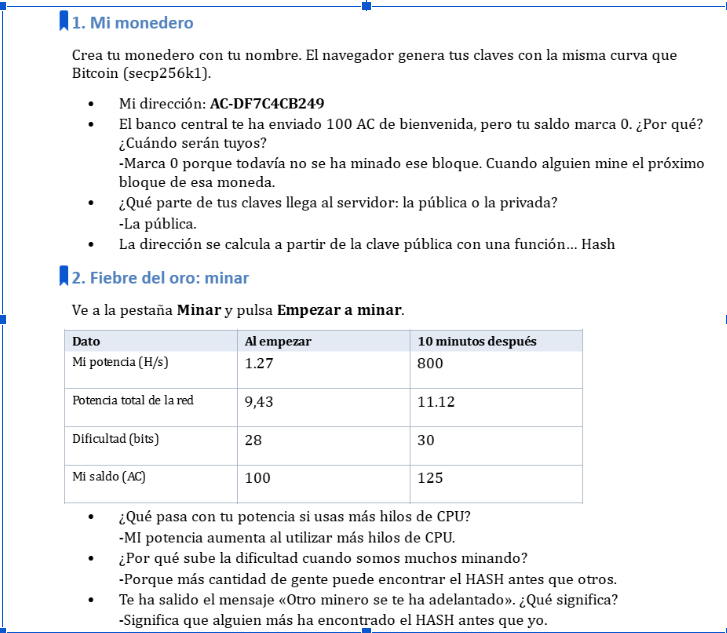 1. Mi monedero
Crea tu monedero con tu nombre. El navegador genera tus claves con la misma curva que
Bitcoin (secp256k1).
• Mi dirección: AC-DF7C4CB249
• El banco central te ha enviado 100 AC de bienvenida, pero tu saldo marca 0. ¿Por qué?
¿Cuándo serán tuyos?
-Marca 0 porque todavía no se ha minado ese bloque. Cuando alguien mine el próximo
bloque de esa moneda.
• ¿Qué parte de tus claves llega al servidor: la pública o la privada?
-La pública.
• La dirección se calcula a partir de la clave pública con una función… Hash
2. Fiebre del oro: minar
Ve a la pestaña Minar y pulsa Empezar a minar.
Dato Al empezar 10 minutos después
Mi potencia (H/s) 1.27 800
Potencia total de la red 9,43 11.12
Dificultad (bits) 28 30
Mi saldo (AC) 100 125
• ¿Qué pasa con tu potencia si usas más hilos de CPU?
-MI potencia aumenta al utilizar más hilos de CPU.
• ¿Por qué sube la dificultad cuando somos muchos minando?
-Porque más cantidad de gente puede encontrar el HASH antes que otros.
• Te ha salido el mensaje «Otro minero se te ha adelantado». ¿Qué significa?
-Significa que alguien más ha encontrado el HASH antes que yo.